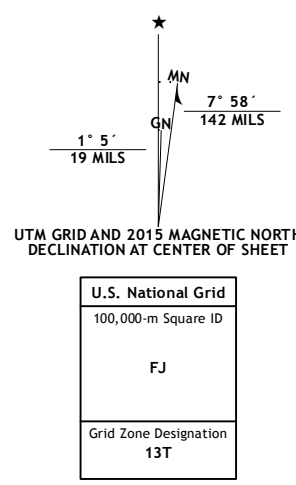 ★
MN
7° 58´
142 MILS
GN
1° 5´
19 MILS
UTM GRID AND 2015 MAGNETIC NORTH
DECLINATION AT CENTER OF SHEET
U.S. National Grid
100,000-m Square ID
FJ
Grid Zone Designation
13T